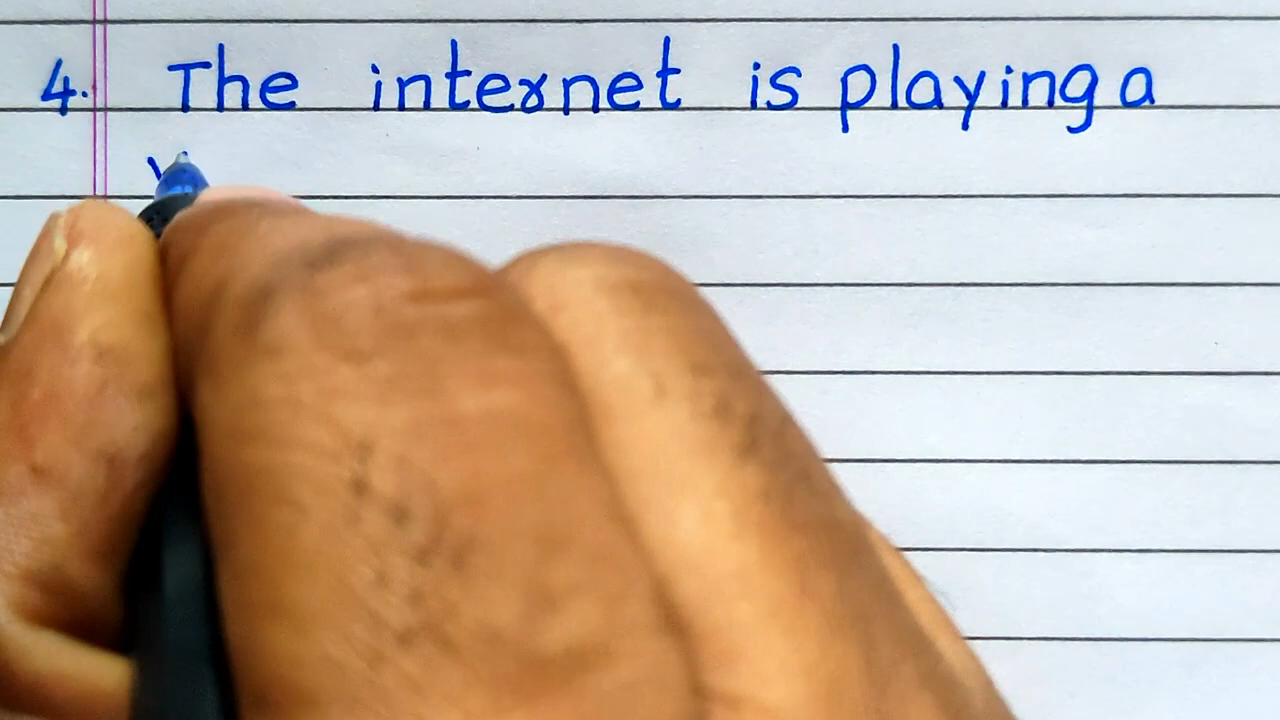 4. The internet is playing a